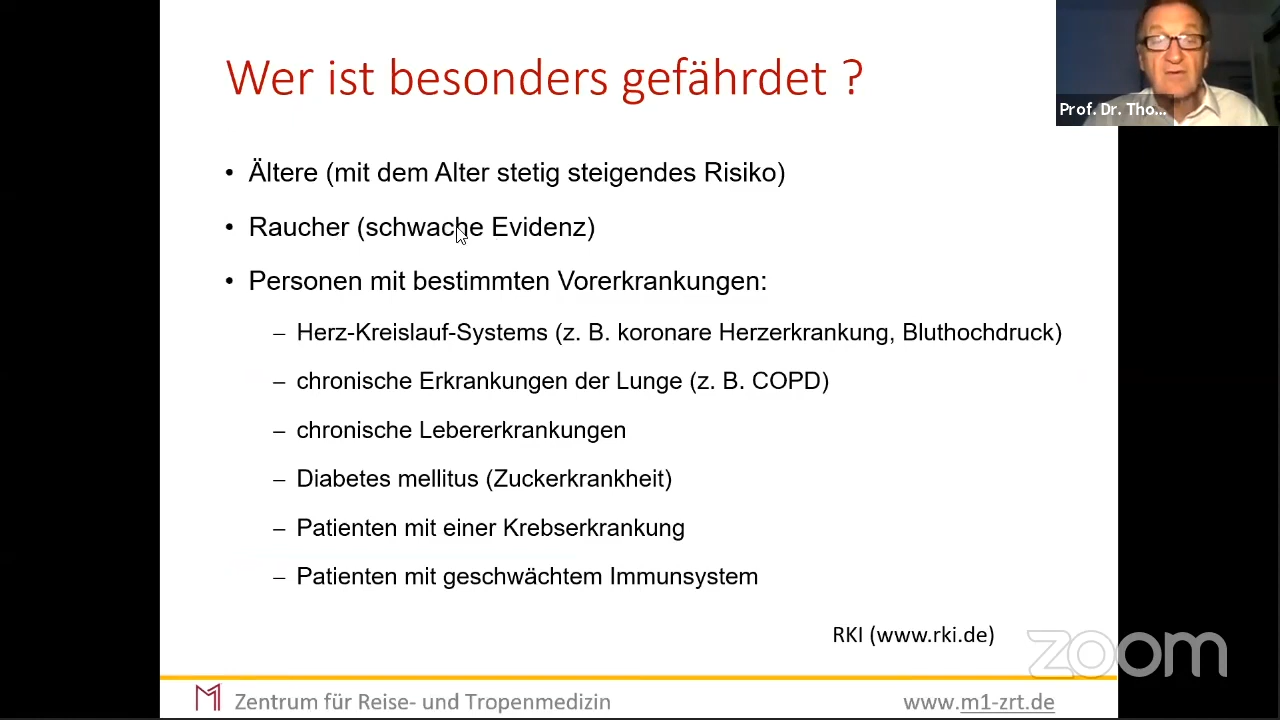 Wer ist besonders gefährdet ?
Prof. Dr. Tho...
• Ältere (mit dem Alter stetig steigendes Risiko)
• Raucher (schwache Evidenz)
• Personen mit bestimmten Vorerkrankungen:
– Herz-Kreislauf-Systems (z. B. koronare Herzerkrankung, Bluthochdruck)
– chronische Erkrankungen der Lunge (z. B. COPD)
– chronische Lebererkrankungen
– Diabetes mellitus (Zuckerkrankheit)
– Patienten mit einer Krebserkrankung
– Patienten mit geschwächtem Immunsystem
RKI (www.rki.de)
zoom
Zentrum für Reise- und Tropenmedizin
www.m1-zrt.de